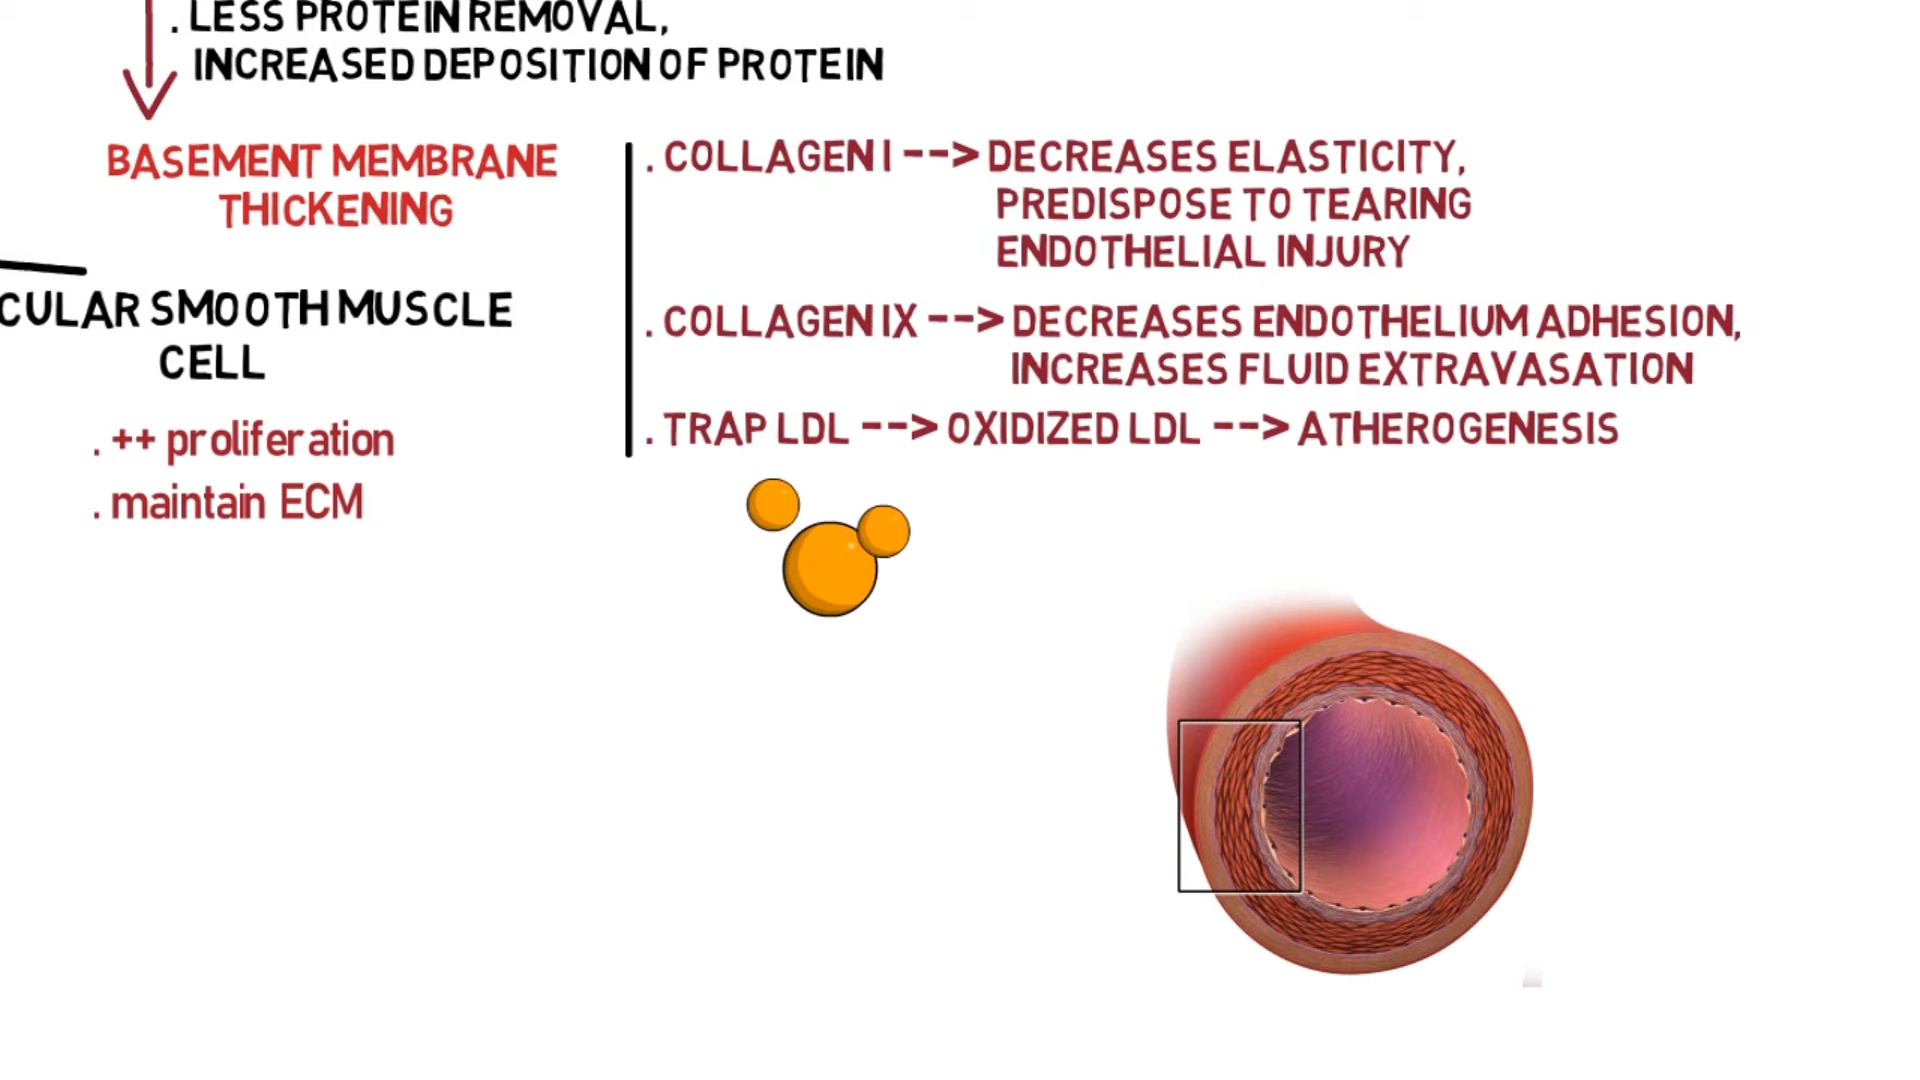 . LESS PROTEIN REMOVAL,
INCREASED DEPOSITION OF PROTEIN
BASEMENT MEMBRANE
THICKENING
CULAR SMOOTH MUSCLE
CELL
. ++ proliferation
. maintain ECM
. COLLAGEN I --> DECREASES ELASTICITY,
PREDISPOSE TO TEARING
ENDOTHELIAL INJURY
. COLLAGEN IX --> DECREASES ENDOTHELIUM ADHESION,
INCREASES FLUID EXTRAVASATION
. TRAP LDL --> OXIDIZED LDL --> ATHEROGENESIS